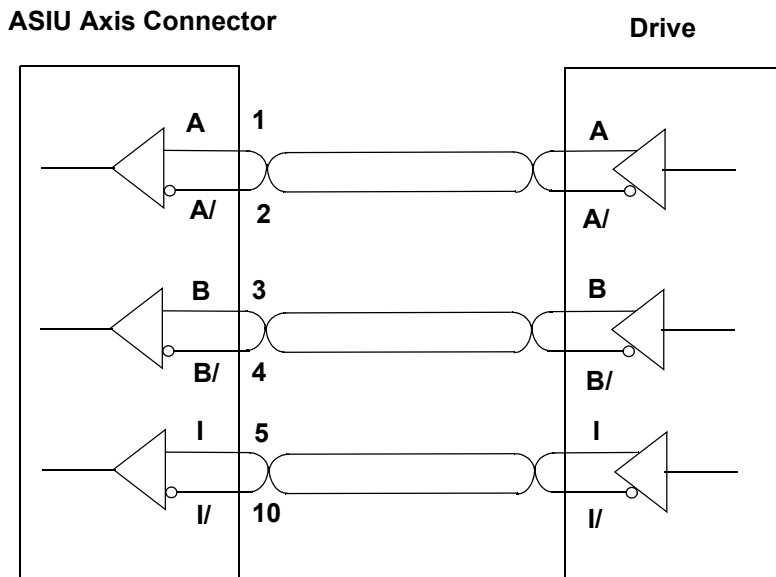 ASIU Axis Connector
Drive
A 1 A
A/ 2 A/
B 3 B
B/ 4 B/
I 5 I
I/ 10 I/